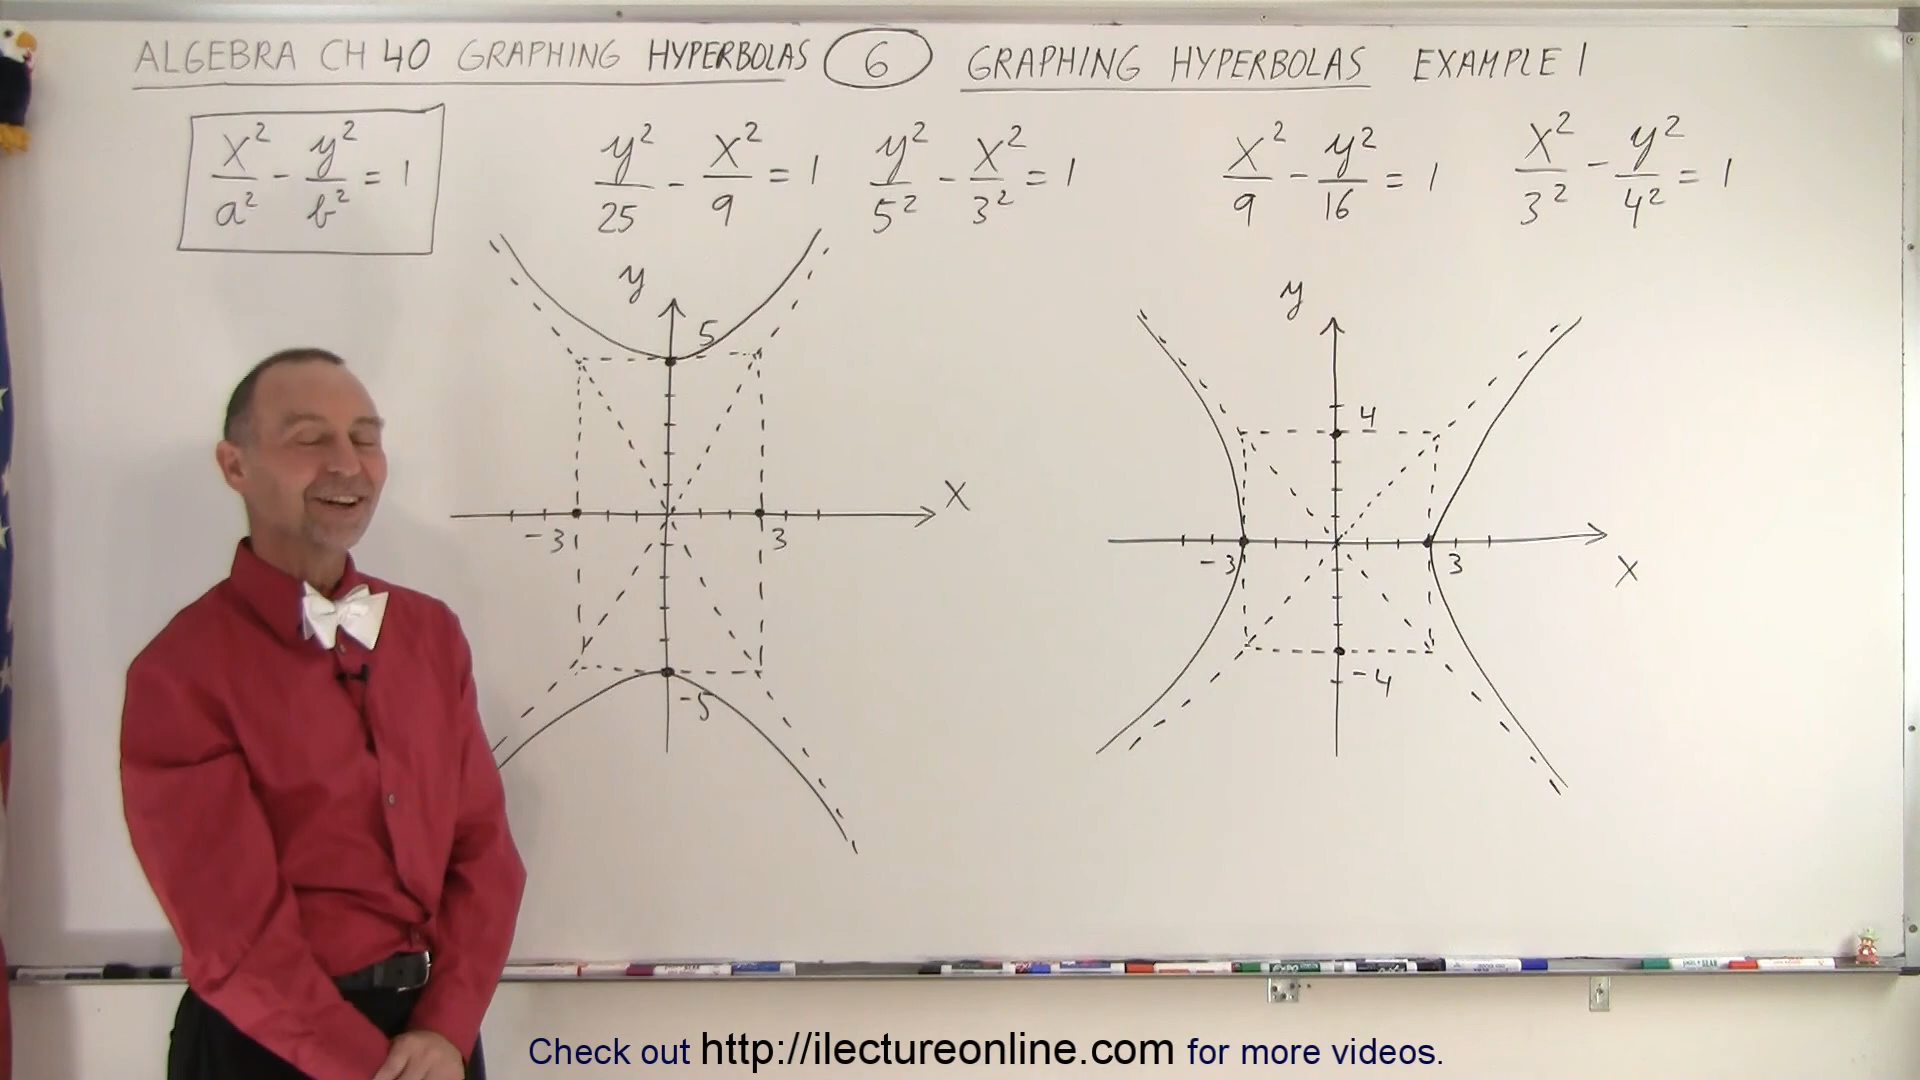 ALGEBRA CH 40 GRAPHING HYPERBOLAS 6 GRAPHING HYPERBOLAS EXAMPLE 1
x²/a² - y²/b² = 1
y²/25 - x²/9 = 1
y²/5² - x²/3² = 1
x²/9 - y²/16 = 1
x²/3² - y²/4² = 1
y
5
x
-3
3
-5
y
4
-3
3
x
-4
Check out http://ilectureonline.com for more videos.